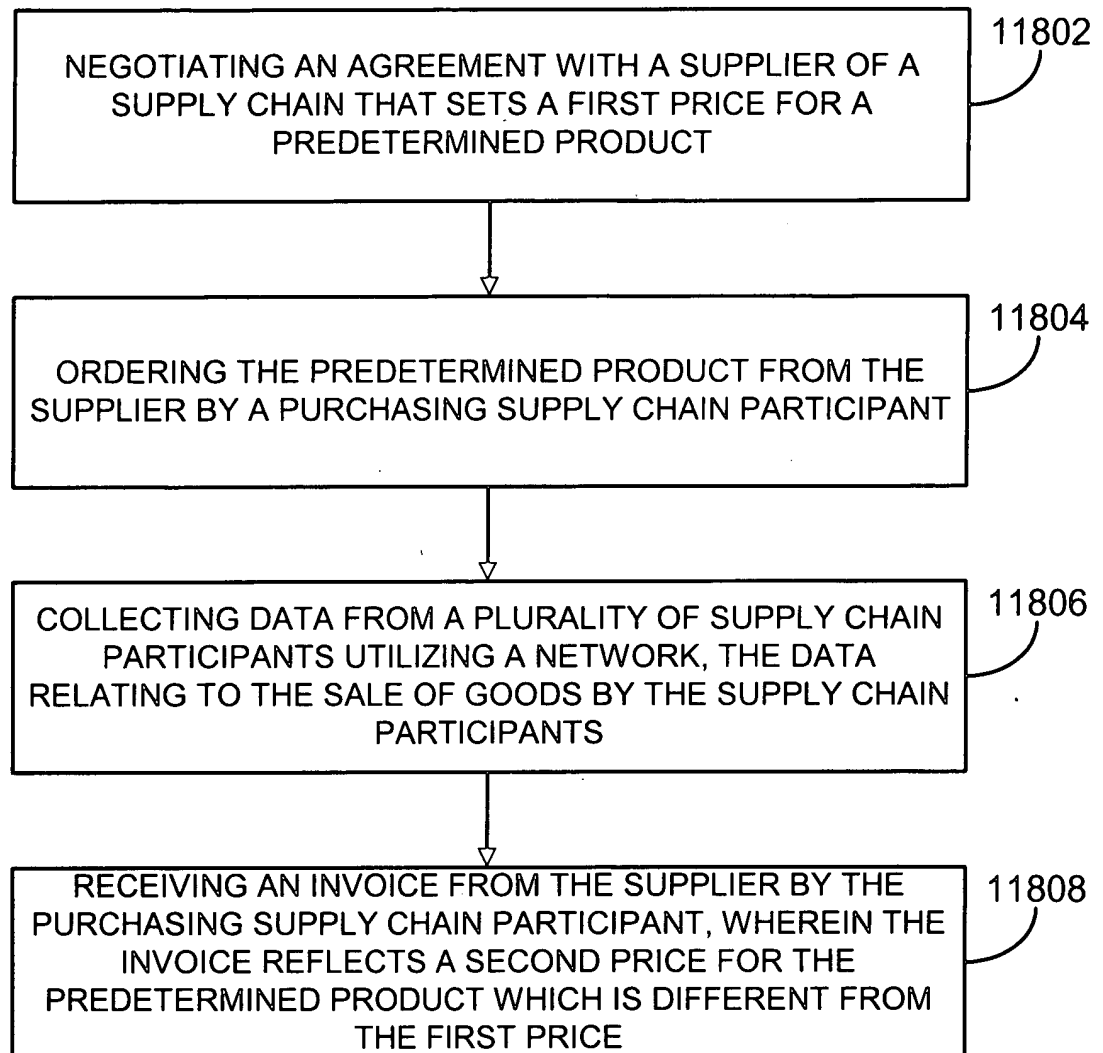 11802
NEGOTIATING AN AGREEMENT WITH A SUPPLIER OF A
SUPPLY CHAIN THAT SETS A FIRST PRICE FOR A
PREDETERMINED PRODUCT
11804
ORDERING THE PREDETERMINED PRODUCT FROM THE
SUPPLIER BY A PURCHASING SUPPLY CHAIN PARTICIPANT
11806
COLLECTING DATA FROM A PLURALITY OF SUPPLY CHAIN
PARTICIPANTS UTILIZING A NETWORK, THE DATA
RELATING TO THE SALE OF GOODS BY THE SUPPLY CHAIN
PARTICIPANTS
11808
RECEIVING AN INVOICE FROM THE SUPPLIER BY THE
PURCHASING SUPPLY CHAIN PARTICIPANT, WHEREIN THE
INVOICE REFLECTS A SECOND PRICE FOR THE
PREDETERMINED PRODUCT WHICH IS DIFFERENT FROM
THE FIRST PRICE